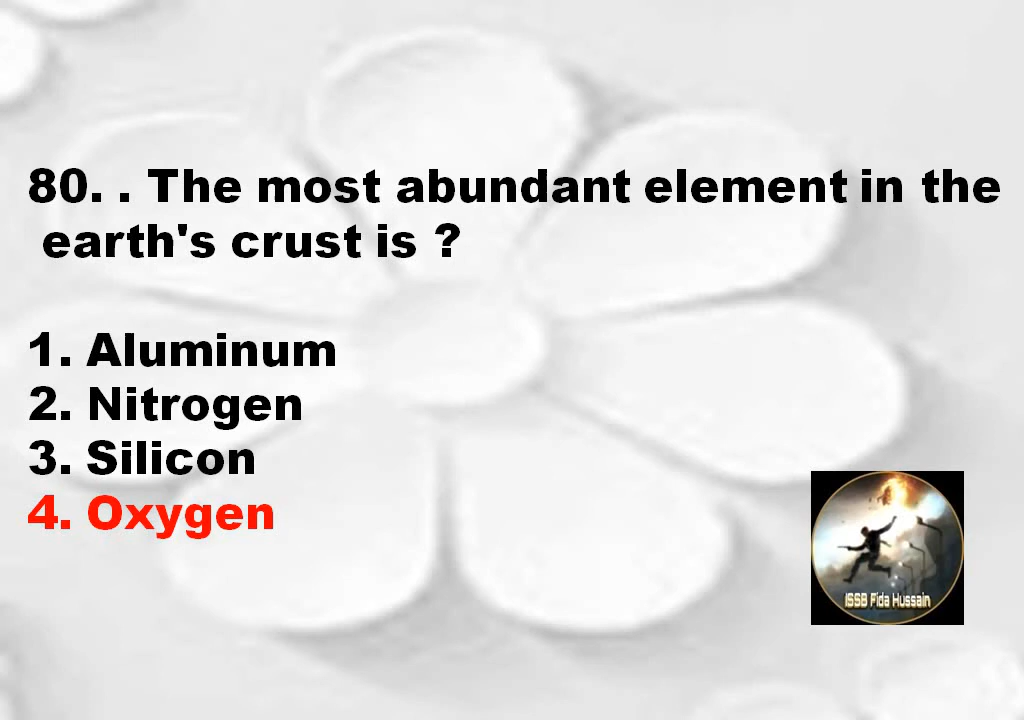 80. . The most abundant element in the
earth's crust is ?
1. Aluminum
2. Nitrogen
3. Silicon
4. Oxygen
ISSB Fida Hussain